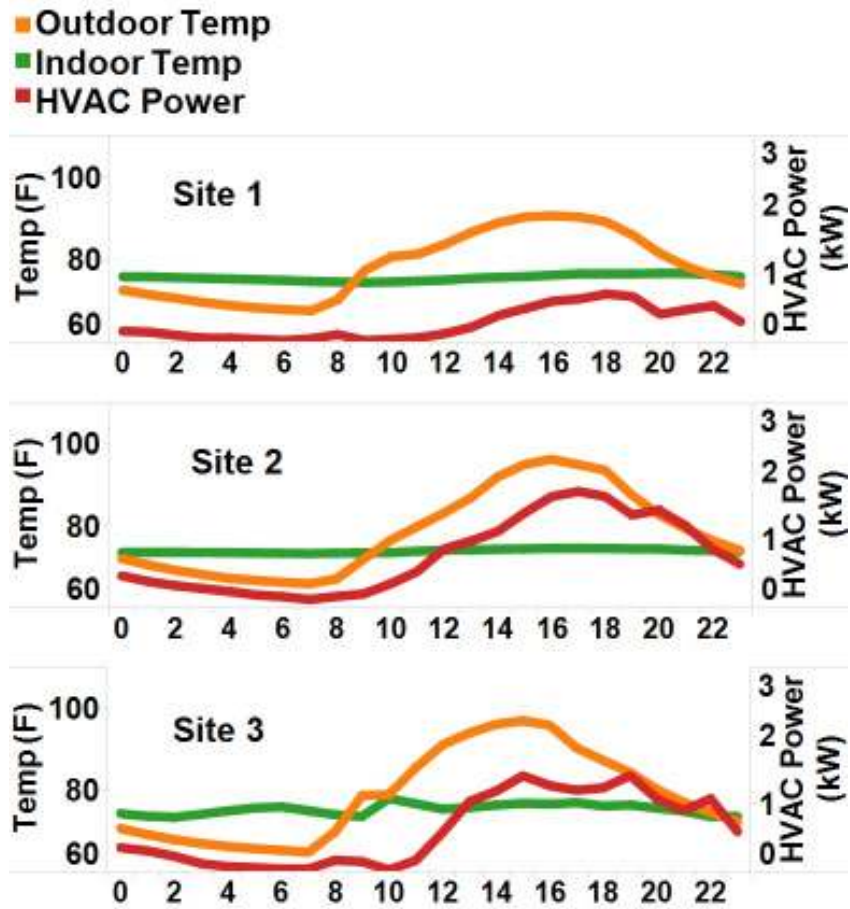 Outdoor Temp
Indoor Temp
HVAC Power
Site 1
Temp (F)
100
80
60
3
2
1
0
HVAC Power
(kW)
0 2 4 6 8 10 12 14 16 18 20 22
Site 2
Temp (F)
100
80
60
3
2
1
0
HVAC Power
(kW)
0 2 4 6 8 10 12 14 16 18 20 22
Site 3
Temp (F)
100
80
60
3
2
1
0
HVAC Power
(kW)
0 2 4 6 8 10 12 14 16 18 20 22